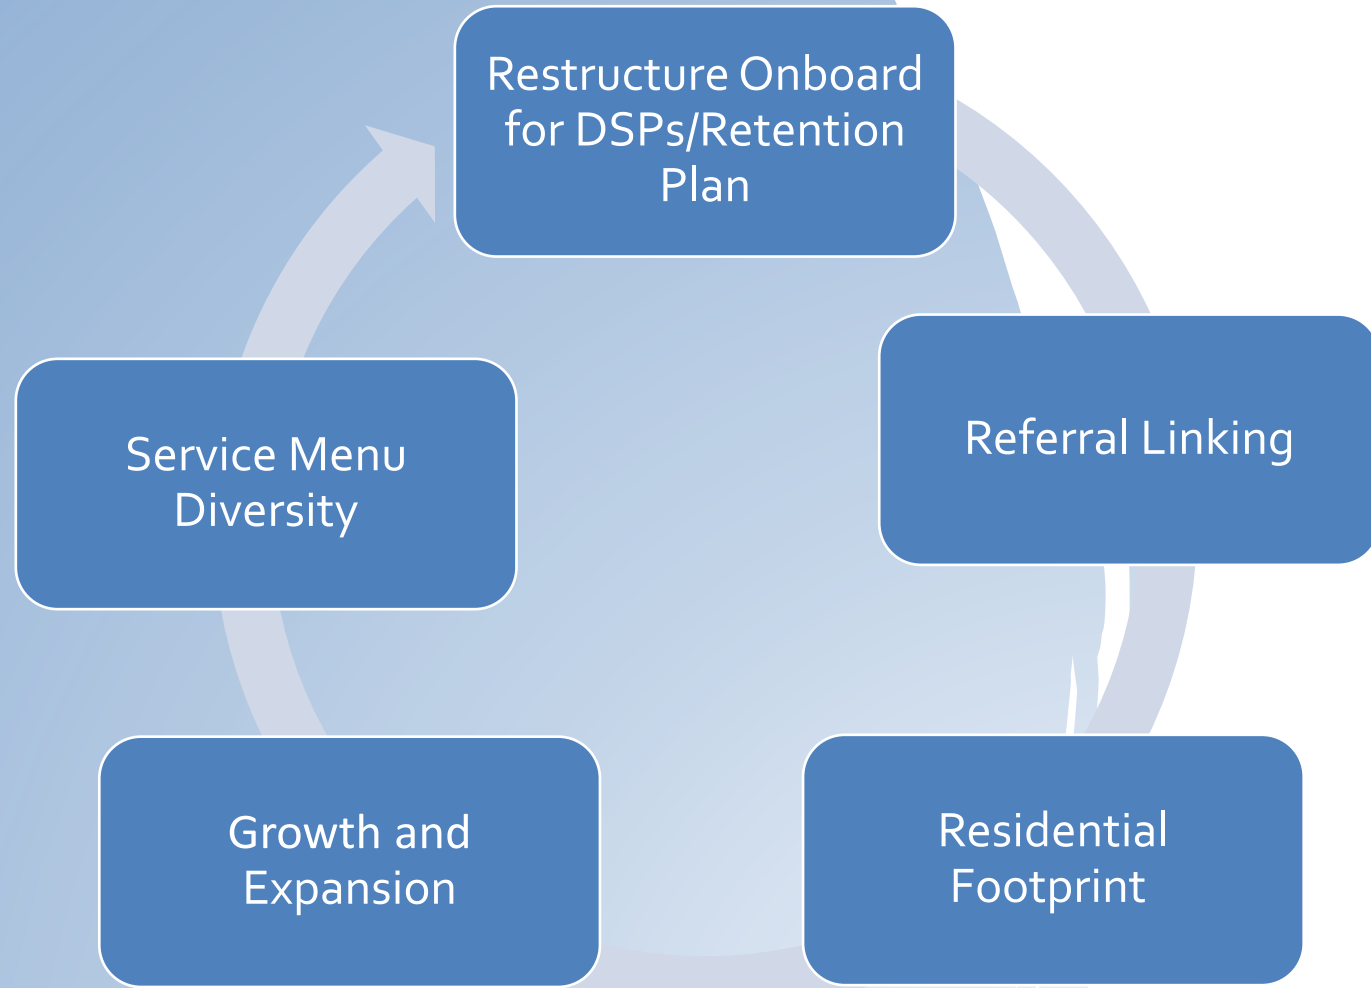 Restructure Onboard
for DSPs/Retention
Plan
Referral Linking
Residential
Footprint
Growth and
Expansion
Service Menu
Diversity